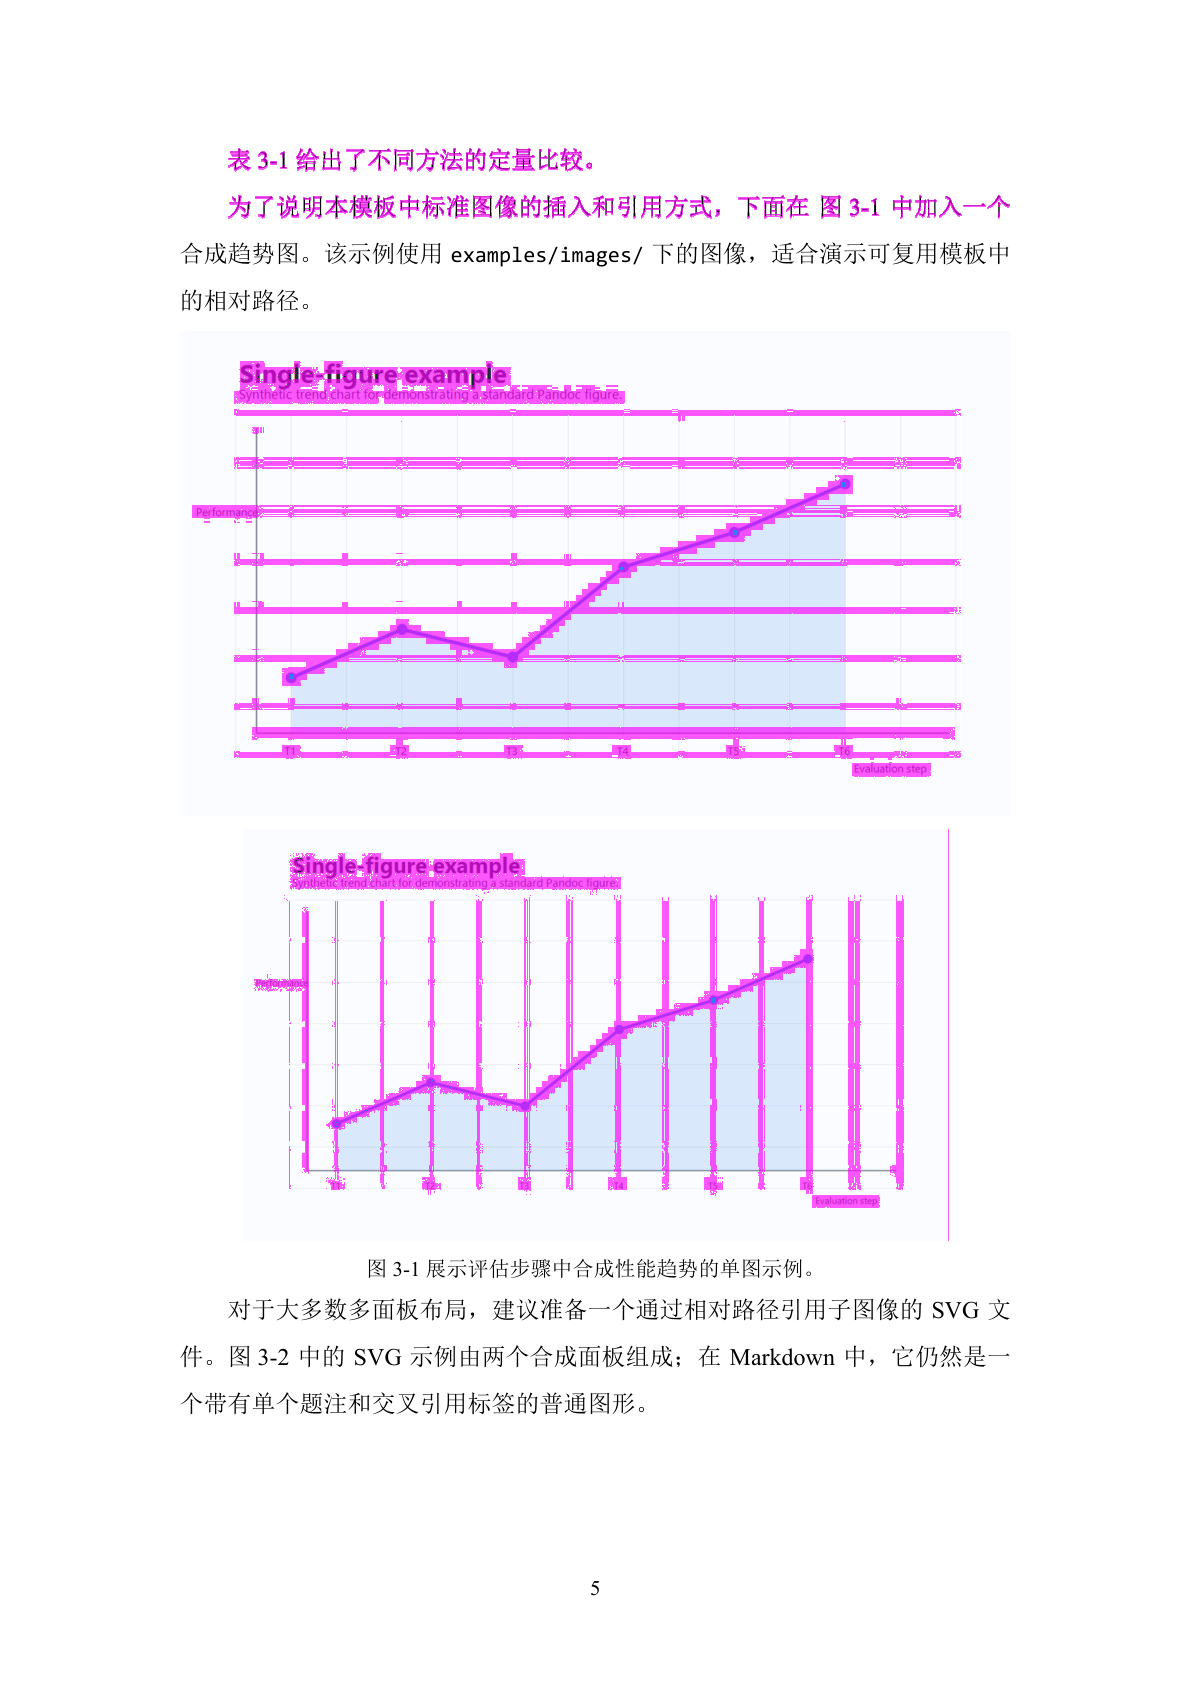 表 3-1 给出了不同方法的定量比较。
为了说明本模板中标准图像的插入和引用方式，下面在 图 3-1 中加入一个
合成趋势图。该示例使用 examples/images/ 下的图像，适合演示可复用模板中
的相对路径。
Single-figure example
Synthetic trend chart for demonstrating a standard Pandoc figure.
Performance
T1 T2 T3 T4 T5 T6
Evaluation step
Single-figure example
Synthetic trend chart for demonstrating a standard Pandoc figure.
Performance
T1 T2 T3 T4 T5 T6
Evaluation step
图 3-1 展示评估步骤中合成性能趋势的单图示例。
对于大多数多面板布局，建议准备一个通过相对路径引用子图像的 SVG 文
件。图 3-2 中的 SVG 示例由两个合成面板组成；在 Markdown 中，它仍然是一
个带有单个题注和交叉引用标签的普通图形。
5